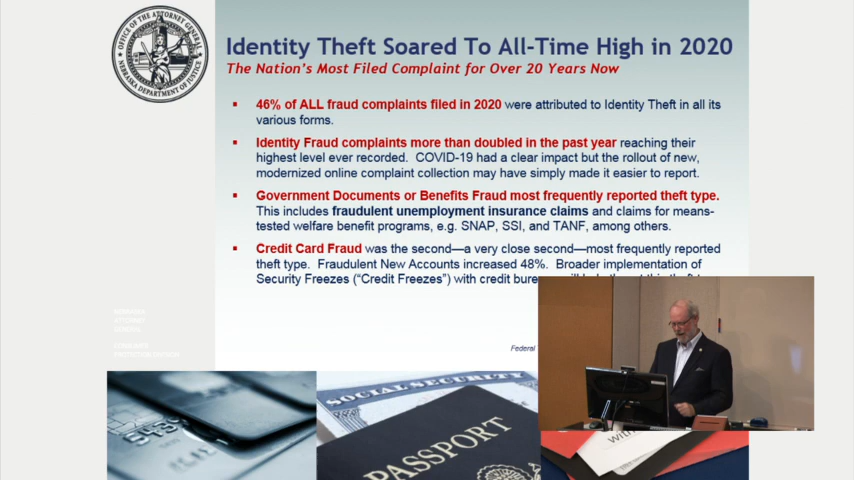 OFFICE OF THE ATTORNEY GENERAL
NEBRASKA DEPARTMENT OF JUSTICE
Identity Theft Soared To All-Time High in 2020
The Nation's Most Filed Complaint for Over 20 Years Now
▪ 46% of ALL fraud complaints filed in 2020 were attributed to Identity Theft in all its
various forms.
▪ Identity Fraud complaints more than doubled in the past year reaching their
highest level ever recorded. COVID-19 had a clear impact but the rollout of new,
modernized online complaint collection may have simply made it easier to report.
▪ Government Documents or Benefits Fraud most frequently reported theft type.
This includes fraudulent unemployment insurance claims and claims for means-
tested welfare benefit programs, e.g. SNAP, SSI, and TANF, among others.
▪ Credit Card Fraud was the second—a very close second—most frequently reported
theft type. Fraudulent New Accounts increased 48%. Broader implementation of
Security Freezes ("Credit Freezes") with credit
NEBRASKA
ATTORNEY
GENERAL
CONSUMER
PROTECTION DIVISION
Federal
SOCIAL SECURITY
PASSPORT